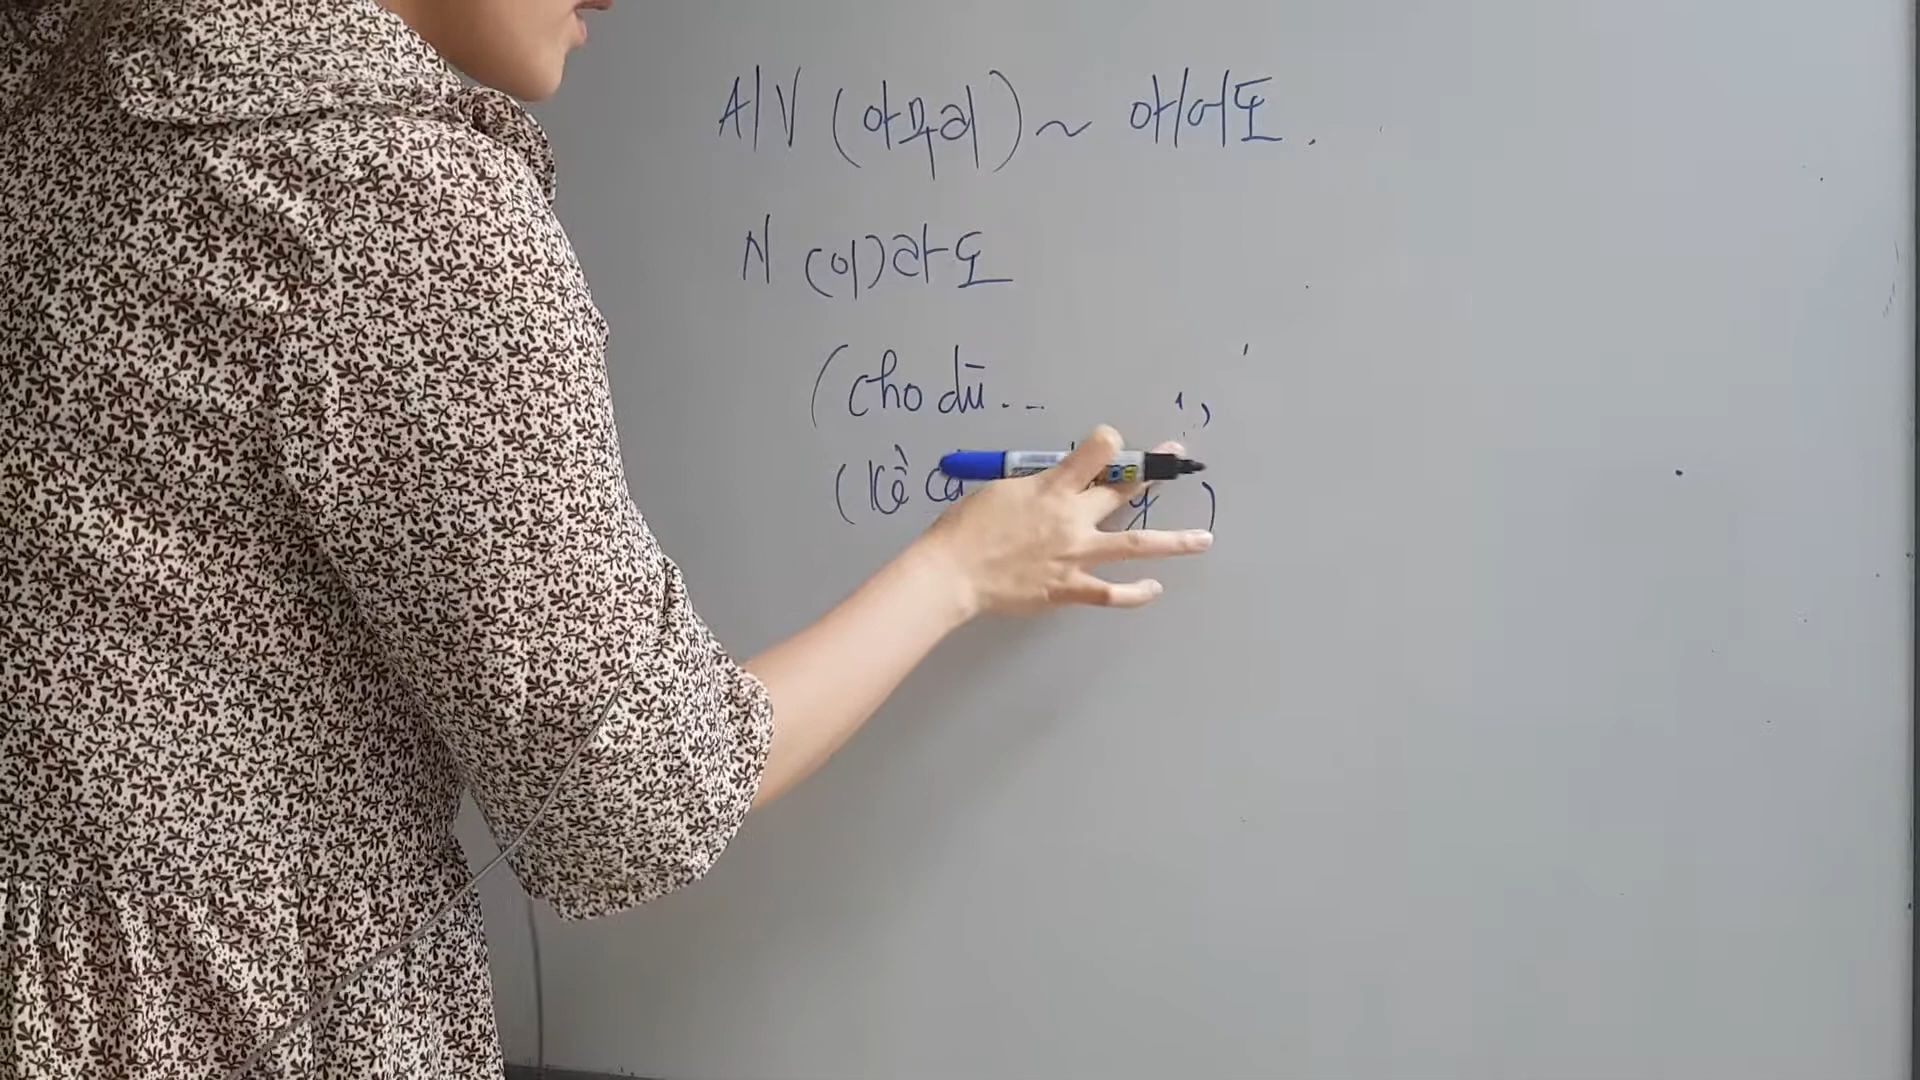 A/V (아무리) ~ 아/어도.
N (이)라도
(cho dù...
(kể cả